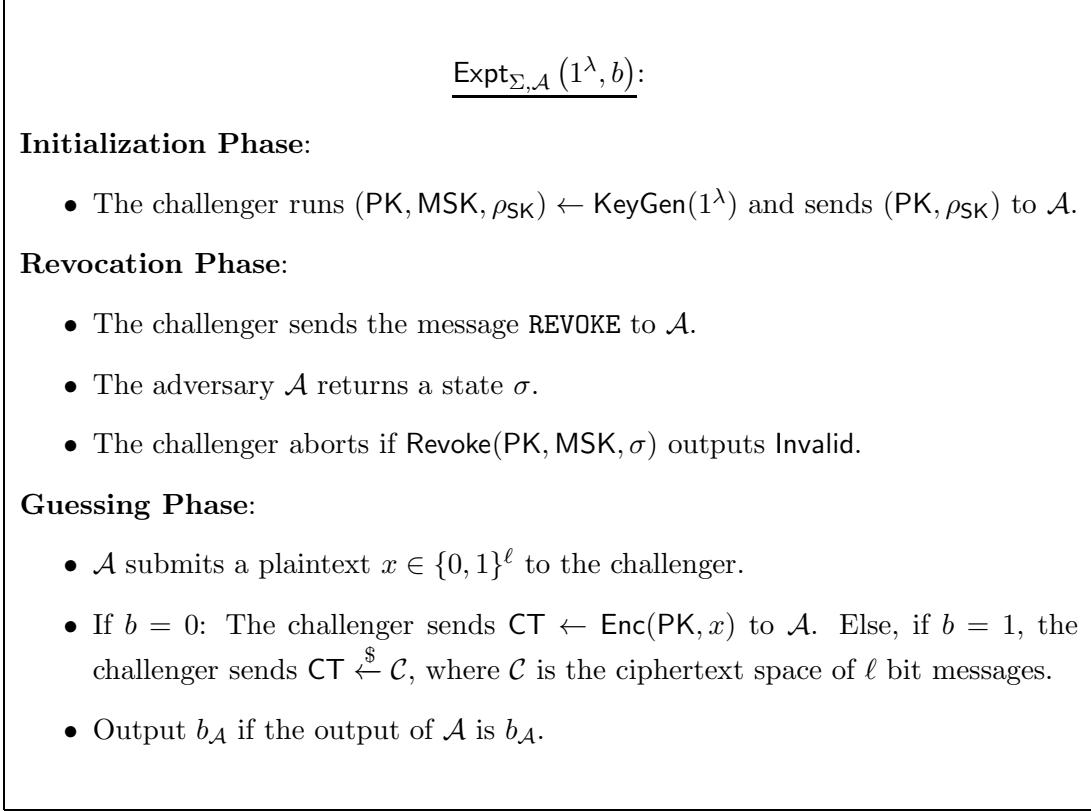 Expt_{Σ,𝒜} (1^λ, b):
Initialization Phase:
• The challenger runs (PK, MSK, ρ_SK) ← KeyGen(1^λ) and sends (PK, ρ_SK) to 𝒜.
Revocation Phase:
• The challenger sends the message REVOKE to 𝒜.
• The adversary 𝒜 returns a state σ.
• The challenger aborts if Revoke(PK, MSK, σ) outputs Invalid.
Guessing Phase:
• 𝒜 submits a plaintext x ∈ {0, 1}^ℓ to the challenger.
• If b = 0: The challenger sends CT ← Enc(PK, x) to 𝒜. Else, if b = 1, the
challenger sends CT ←^$ 𝒞, where 𝒞 is the ciphertext space of ℓ bit messages.
• Output b_𝒜 if the output of 𝒜 is b_𝒜.